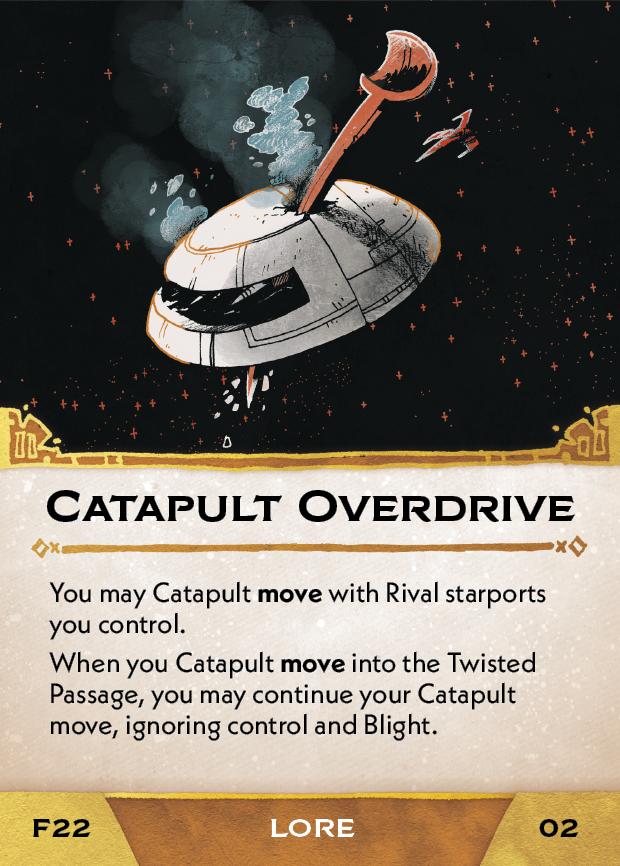 Catapult Overdrive
You may Catapult move with Rival starports
you control.
When you Catapult move into the Twisted
Passage, you may continue your Catapult
move, ignoring control and Blight.
F22 LORE 02